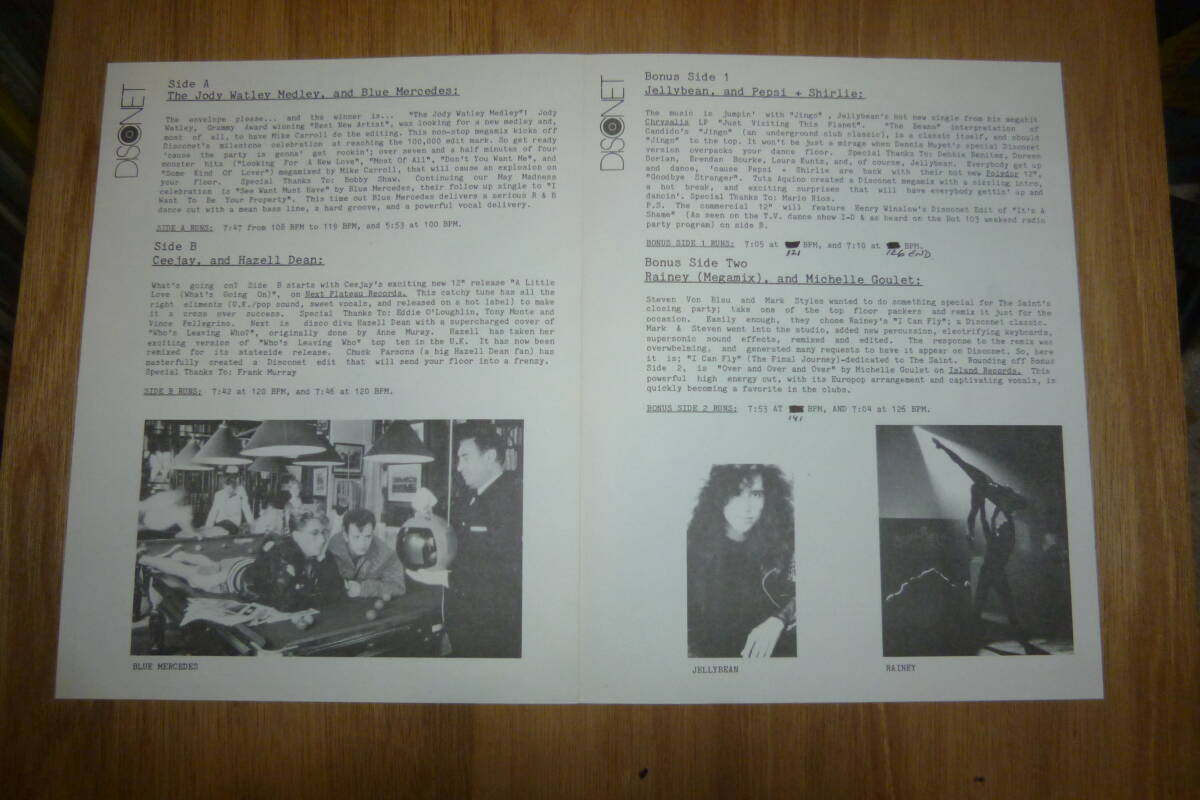 DISCONET
Side A
The Jody Watley Medley, and Blue Mercedes:
The envelope please... and the winner is... "The Jody Watley Medley"! Jody
Watley, Grammy Award winning "Best New Artist", was looking for a new medley and,
most of all, to have Mike Carroll do the editing. This non-stop megamix kicks off
Disconet's milestone celebration at reaching the 100,000 edit mark. So get ready
'cause the party is gonna' get rockin'; over seven and a half minutes of four
monster hits ("Looking For A New Love", "Most Of All", "Don't You Want Me", and
"Some Kind Of Lover") megamixed by Mike Carroll, that will cause an explosion on
your floor. Special Thanks To: Bobby Shaw. Continuing our May Madness
celebration is "See Want Must Have" by Blue Mercedes, their follow up single to "I
Want To Be Your Property". This time out Blue Mercedes delivers a serious R & B
dance cut with a mean bass line, a hard groove, and a powerful vocal delivery.
SIDE A RUNS: 7:47 from 108 BPM to 119 BPM, and 5:53 at 100 BPM.
Side B
Ceejay, and Hazell Dean:
What's going on? Side B starts with Ceejay's exciting new 12" release "A Little
Love (What's Going On)", on Next Plateau Records. This catchy tune has all the
right eliments (U.K./pop sound, sweet vocals, and released on a hot label) to make
it a cross over success. Special Thanks To: Eddie O'Loughlin, Tony Monte and
Vince Pellegrino. Next is disco diva Hazell Dean with a supercharged cover of
"Who's Leaving Who?", originally done by Anne Muray. Hazell has taken her
exciting version of "Who's Leaving Who" top ten in the U.K. It has now been
remixed for its stateside release. Chuck Parsons (a big Hazell Dean fan) has
masterfully created a Disconet edit that will send your floor into a frenzy.
Special Thanks To: Frank Murray
SIDE B RUNS: 7:42 at 120 BPM, and 7:46 at 120 BPM.
BLUE MERCEDES
DISCONET
Bonus Side 1
Jellybean, and Pepsi + Shirlie:
The music is jumpin' with "Jingo" , Jellybean's hot new single from his megahit
Chrysalis LP "Just Visiting This Planet". "The Beans" interpretation of
Candido's "Jingo" (an underground club classic), is a classic itself, and should
"Jingo" to the top. It won't be just a mirage when Dennis Muyet's special Disconet
version overpacks your dance floor. Special Thanks To: Debbie Benitez, Doreen
Dorian, Brendan Bourke, Laura Kuntz, and, of course, Jellybean. Everybody get up
and dance, 'cause Pepsi + Shirlie are back with their hot new Polydor 12",
"Goodbye Stranger". Tuta Aquino created a Disconet megamix with a sizzling intro,
a hot break, and exciting surprises that will have everybody gettin' up and
dancin'. Special Thanks To: Mario Rios.
P.S. The commercial 12" will feature Henry Winslow's Disconet Edit of "It's A
Shame" (As seen on the T.V. dance show I-D & as heard on the Hot 103 weekend radio
party program) on side B.
BONUS SIDE 1 RUNS: 7:05 at BPM, and 7:10 at BPM.
121 126 END
Bonus Side Two
Rainey (Megamix), and Michelle Goulet:
Steven Von Blau and Mark Styles wanted to do something special for The Saint's
closing party; take one of the top floor packers and remix it just for the
occasion. Easily enough, they chose Rainey's "I Can Fly"; a Disconet classic.
Mark & Steven went into the studio, added new percussion, electrifying keyboards,
supersonic sound effects, remixed and edited. The response to the remix was
overwhelming, and generated many requests to have it appear on Disconet. So, here
it is; "I Can Fly" (The Final Journey)-dedicated to The Saint. Rounding off Bonus
Side 2, is "Over and Over and Over" by Michelle Goulet on Island Records. This
powerful high energy cut, with its Europop arrangement and captivating vocals, is
quickly becoming a favorite in the clubs.
BONUS SIDE 2 RUNS: 7:53 AT BPM, AND 7:04 at 126 BPM.
141
JELLYBEAN
RAINEY